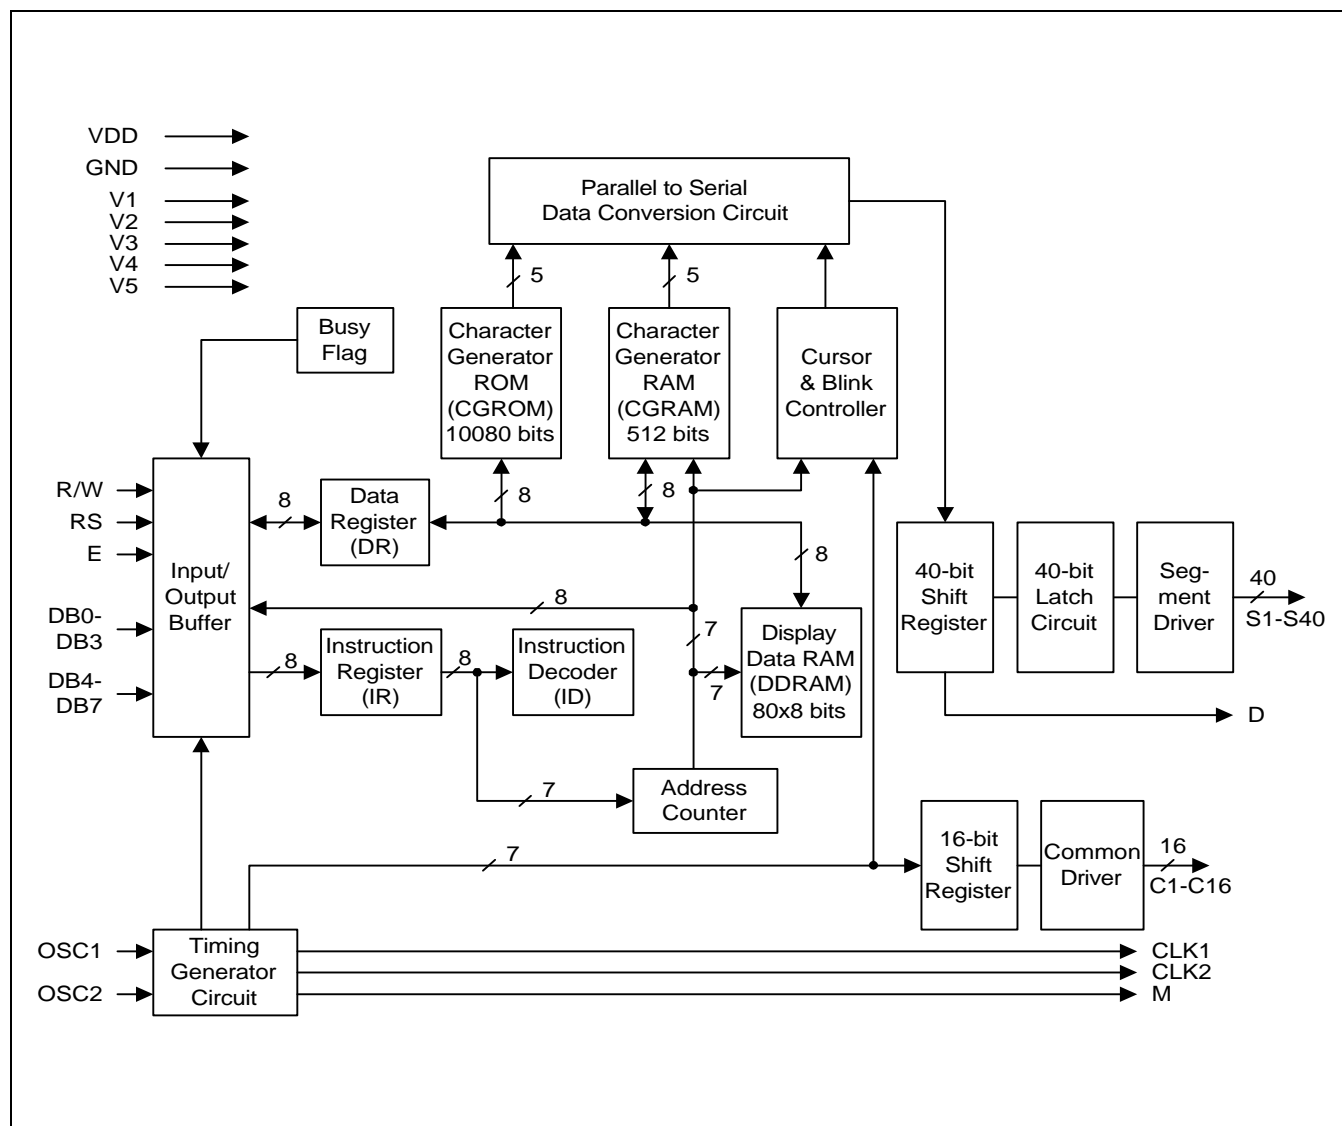 VDD
GND
V1
V2
V3
V4
V5
Parallel to Serial
Data Conversion Circuit
5
5
Busy
Flag
Character
Generator
ROM
(CGROM)
10080 bits
Character
Generator
RAM
(CGRAM)
512 bits
Cursor
& Blink
Controller
R/W
RS
E
DB0-
DB3
DB4-
DB7
Input/
Output
Buffer
8
Data
Register
(DR)
8
8
8
8
7
7
8
Instruction
Register
(IR)
8
Instruction
Decoder
(ID)
Display
Data RAM
(DDRAM)
80x8 bits
40-bit
Shift
Register
40-bit
Latch
Circuit
Seg-
ment
Driver
40
S1-S40
D
7
Address
Counter
7
16-bit
Shift
Register
Common
Driver
16
C1-C16
OSC1
OSC2
Timing
Generator
Circuit
CLK1
CLK2
M